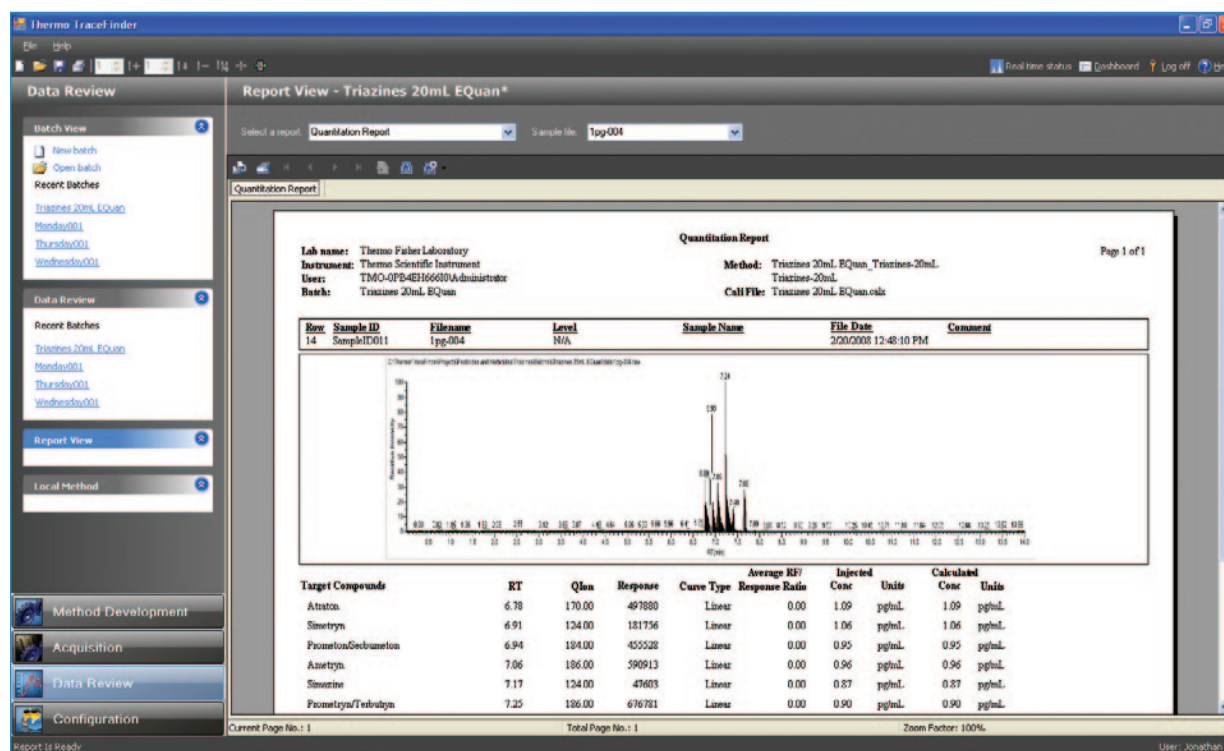 Thermo TraceFinder
File Help
Real time status Dashboard Log off
Data Review
Report View - Triazines 20mL EQuan*
Batch View
New batch
Open batch
Recent Batches
Triazines 20mL EQuan
Monday001
Thursday001
Wednesday001
Data Review
Recent Batches
Triazines 20mL EQuan
Monday001
Thursday001
Wednesday001
Report View
Local Method
Method Development
Acquisition
Data Review
Configuration
Report Is Ready
Select a report: Quantitation Report Sample file: 1pg-004
Quantitation Report
Quantitation Report
Page 1 of 1
Lab name: Thermo Fisher Laboratory
Instrument: Thermo Scientific Instrument
User:
Batch: Triazines 20mL EQuan
Method: Triazines 20mL EQuan_Triazines-20mL
Triazines-20mL
Cali File: Triazines 20mL EQuan.calx
Row Sample ID Filename Level Sample Name File Date Comment
14 SampleID011 1pg-004 N/A 2/20/2008 12:48:10 PM
7.24
Target Compounds RT QIon Response Curve Type Average RF/ Response Ratio Injected Conc Units Calculated Conc Units
Atraton 6.78 170.00 497880 Linear 0.00 1.09 pg/mL 1.09 pg/mL
Simetryn 6.91 124.00 181756 Linear 0.00 1.06 pg/mL 1.06 pg/mL
Prometon/Secbumeton 6.94 184.00 455528 Linear 0.00 0.95 pg/mL 0.95 pg/mL
Ametryn 7.06 186.00 590913 Linear 0.00 0.96 pg/mL 0.96 pg/mL
Simazine 7.17 124.00 47603 Linear 0.00 0.87 pg/mL 0.87 pg/mL
Prometryn/Terbutryn 7.25 186.00 676781 Linear 0.00 0.90 pg/mL 0.90 pg/mL
Current Page No.: 1 Total Page No.: 1 Zoom Factor: 100%
User: Jonathan